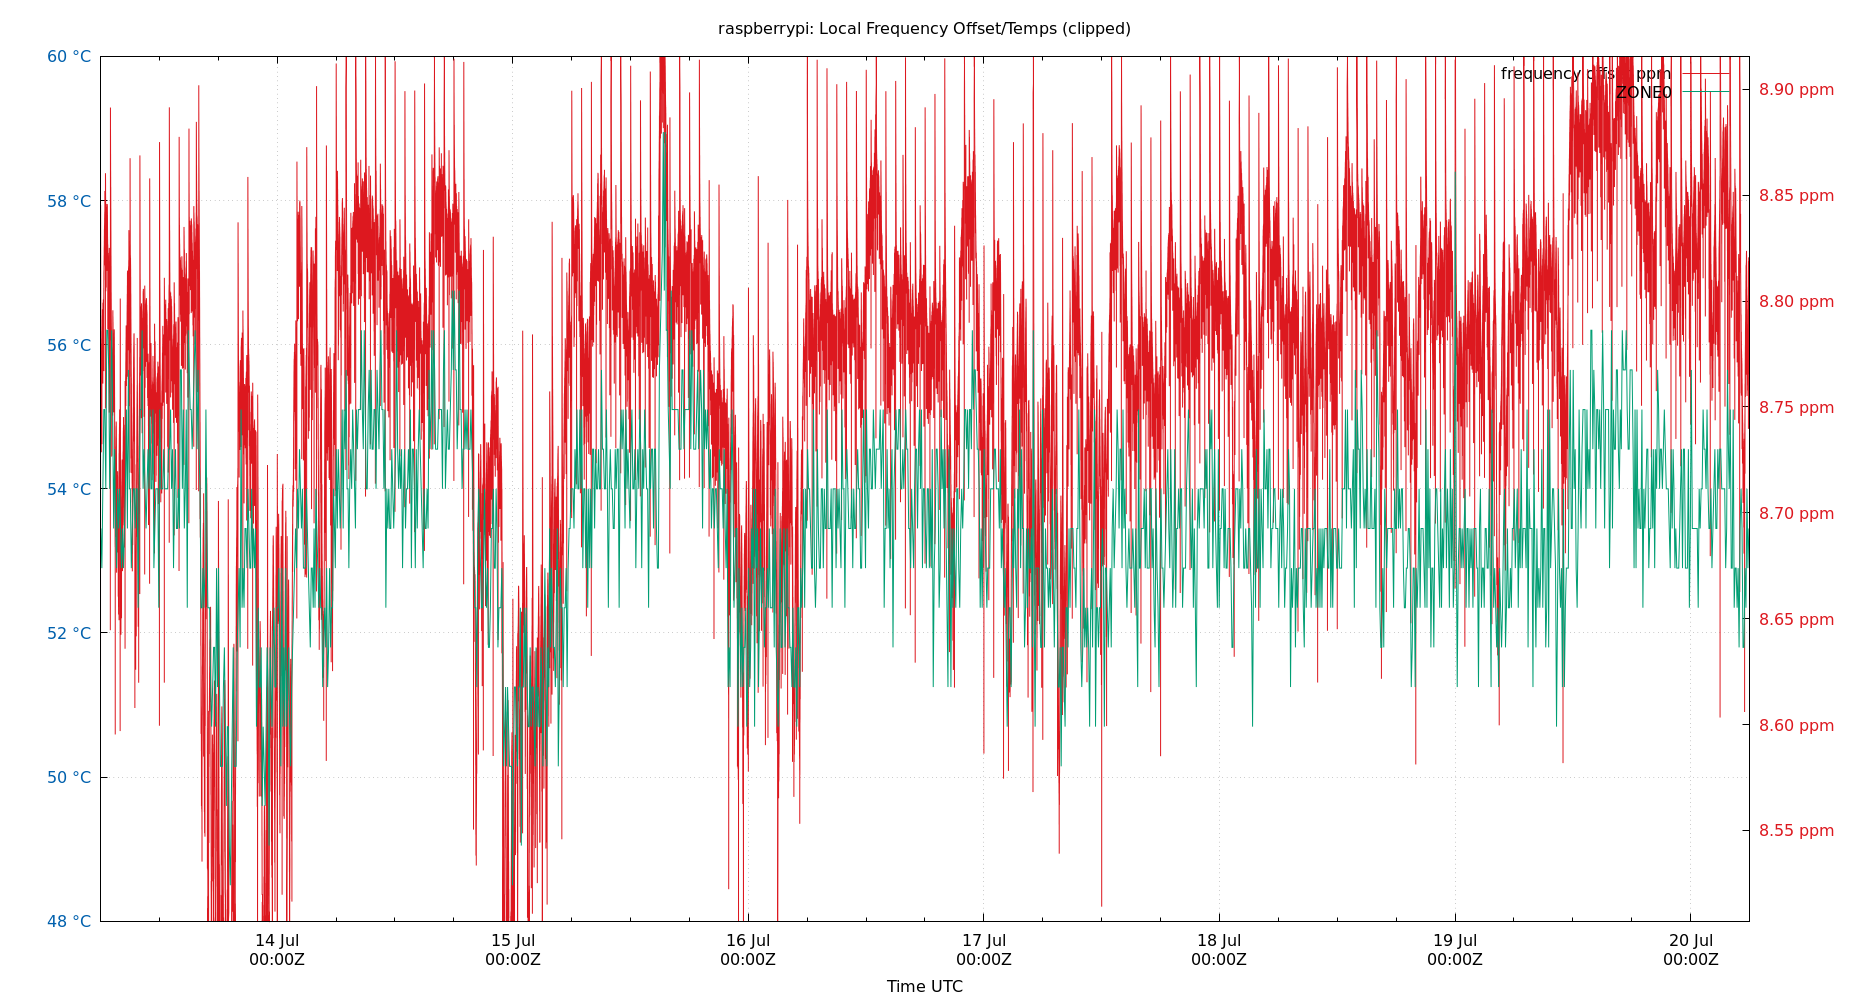 raspberrypi: Local Frequency Offset/Temps (clipped)
60 °C
58 °C
56 °C
54 °C
52 °C
50 °C
48 °C
frequency offset ppm
ZONE0
8.90 ppm
8.85 ppm
8.80 ppm
8.75 ppm
8.70 ppm
8.65 ppm
8.60 ppm
8.55 ppm
14 Jul
00:00Z
15 Jul
00:00Z
16 Jul
00:00Z
17 Jul
00:00Z
18 Jul
00:00Z
19 Jul
00:00Z
20 Jul
00:00Z
Time UTC